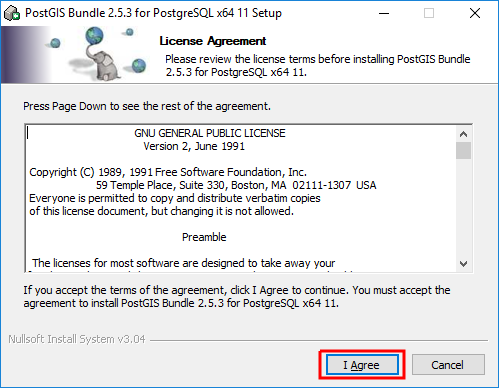 PostGIS Bundle 2.5.3 for PostgreSQL x64 11 Setup
License Agreement
Please review the license terms before installing PostGIS Bundle
2.5.3 for PostgreSQL x64 11.
Press Page Down to see the rest of the agreement.
GNU GENERAL PUBLIC LICENSE
Version 2, June 1991
Copyright (C) 1989, 1991 Free Software Foundation, Inc.
59 Temple Place, Suite 330, Boston, MA 02111-1307 USA
Everyone is permitted to copy and distribute verbatim copies
of this license document, but changing it is not allowed.
Preamble
The licenses for most software are designed to take away your
If you accept the terms of the agreement, click I Agree to continue. You must accept the
agreement to install PostGIS Bundle 2.5.3 for PostgreSQL x64 11.
Nullsoft Install System v3.04
I Agree
Cancel